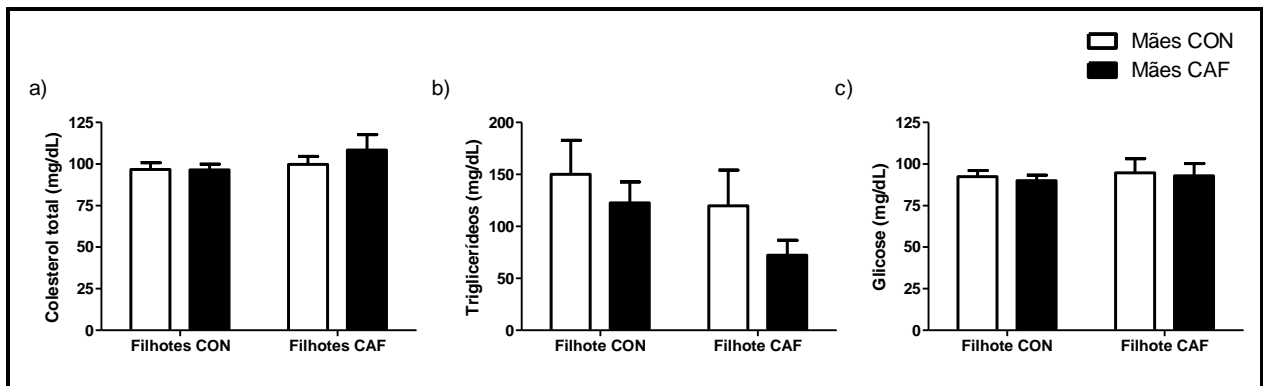 Mães CON
Mães CAF
a)
Colesterol total (mg/dL)
125
100
75
50
25
0
Filhotes CON
Filhotes CAF
b)
Triglicerídeos (mg/dL)
200
150
100
50
0
Filhote CON
Filhote CAF
c)
Glicose (mg/dL)
125
100
75
50
25
0
Filhote CON
Filhote CAF